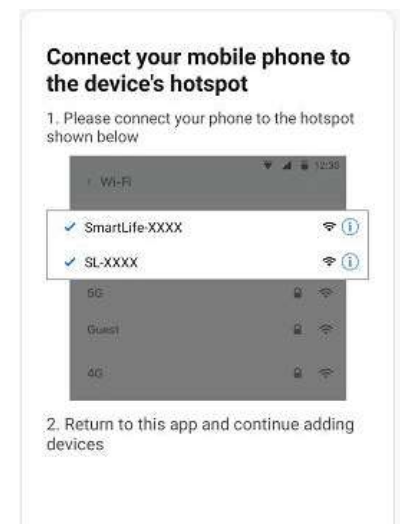 Connect your mobile phone to
the device's hotspot
1. Please connect your phone to the hotspot
shown below
12:30
‹ Wi-Fi
SmartLife-XXXX
SL-XXXX
5G
Guest
4G
2. Return to this app and continue adding
devices